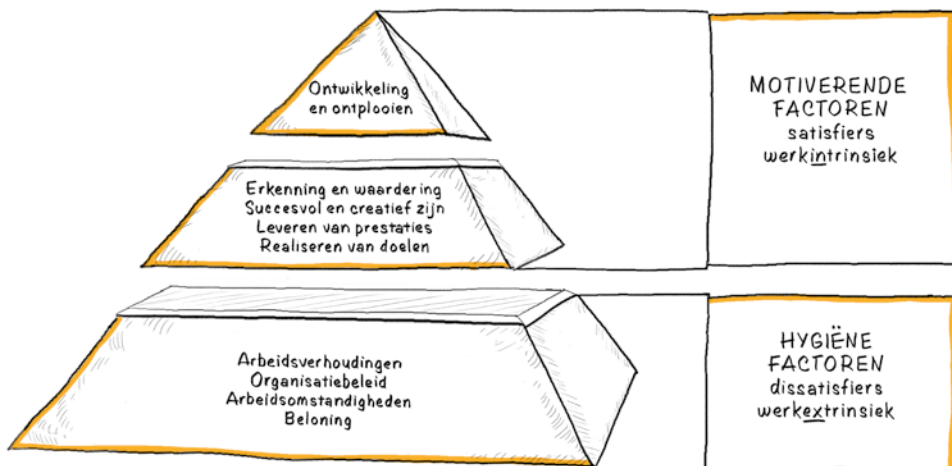 Ontwikkeling
en ontplooien
MOTIVERENDE
FACTOREN
satisfiers
werkintrinsiek
Erkenning en waardering
Succesvol en creatief zijn
Leveren van prestaties
Realiseren van doelen
Arbeidsverhoudingen
Organisatiebeleid
Arbeidsomstandigheden
Beloning
HYGIËNE
FACTOREN
dissatisfiers
werkextrinsiek